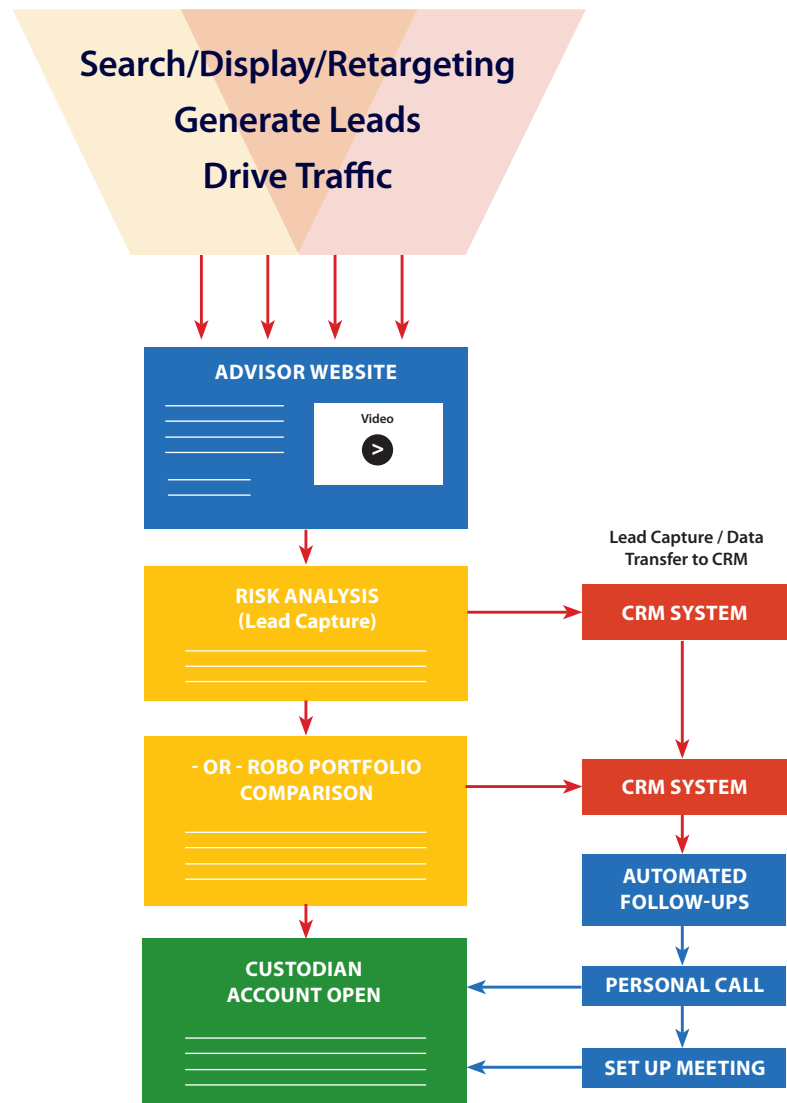 Search/Display/Retargeting
Generate Leads
Drive Traffic
ADVISOR WEBSITE
Video
>
Lead Capture / Data
Transfer to CRM
RISK ANALYSIS
(Lead Capture)
CRM SYSTEM
- OR - ROBO PORTFOLIO
COMPARISON
CRM SYSTEM
AUTOMATED
FOLLOW-UPS
CUSTODIAN
ACCOUNT OPEN
PERSONAL CALL
SET UP MEETING